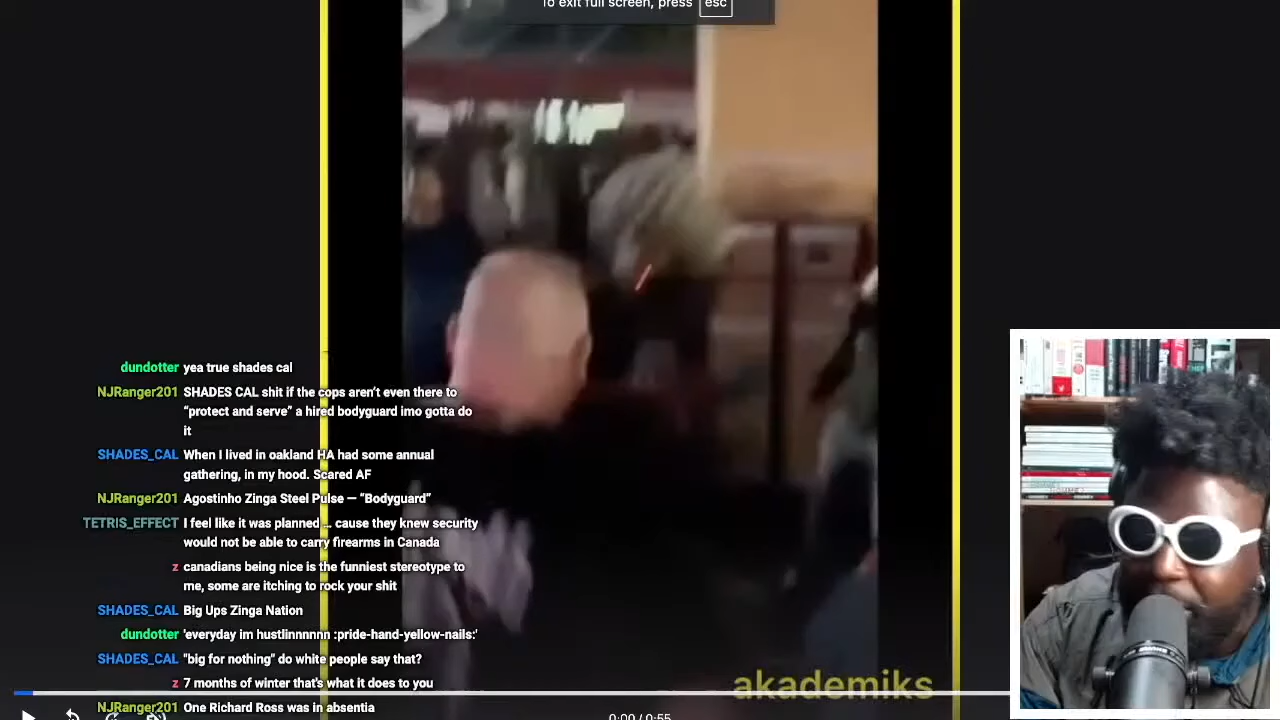 To exit full screen, press esc
dundotter yea true shades cal
NJRanger201 SHADES CAL shit if the cops aren't even there to
“protect and serve” a hired bodyguard imo gotta do
it
SHADES_CAL When I lived in oakland HA had some annual
gathering, in my hood. Scared AF
NJRanger201 Agostinho Zinga Steel Pulse — “Bodyguard”
TETRIS_EFFECT I feel like it was planned ... cause they knew security
would not be able to carry firearms in Canada
z canadians being nice is the funniest stereotype to
me, some are itching to rock your shit
SHADES_CAL Big Ups Zinga Nation
dundotter 'everyday im hustlinnnnnn :pride-hand-yellow-nails:'
SHADES_CAL "big for nothing" do white people say that?
z 7 months of winter that's what it does to you
NJRanger201 One Richard Ross was in absentia
akademiks
0:00 / 0:55